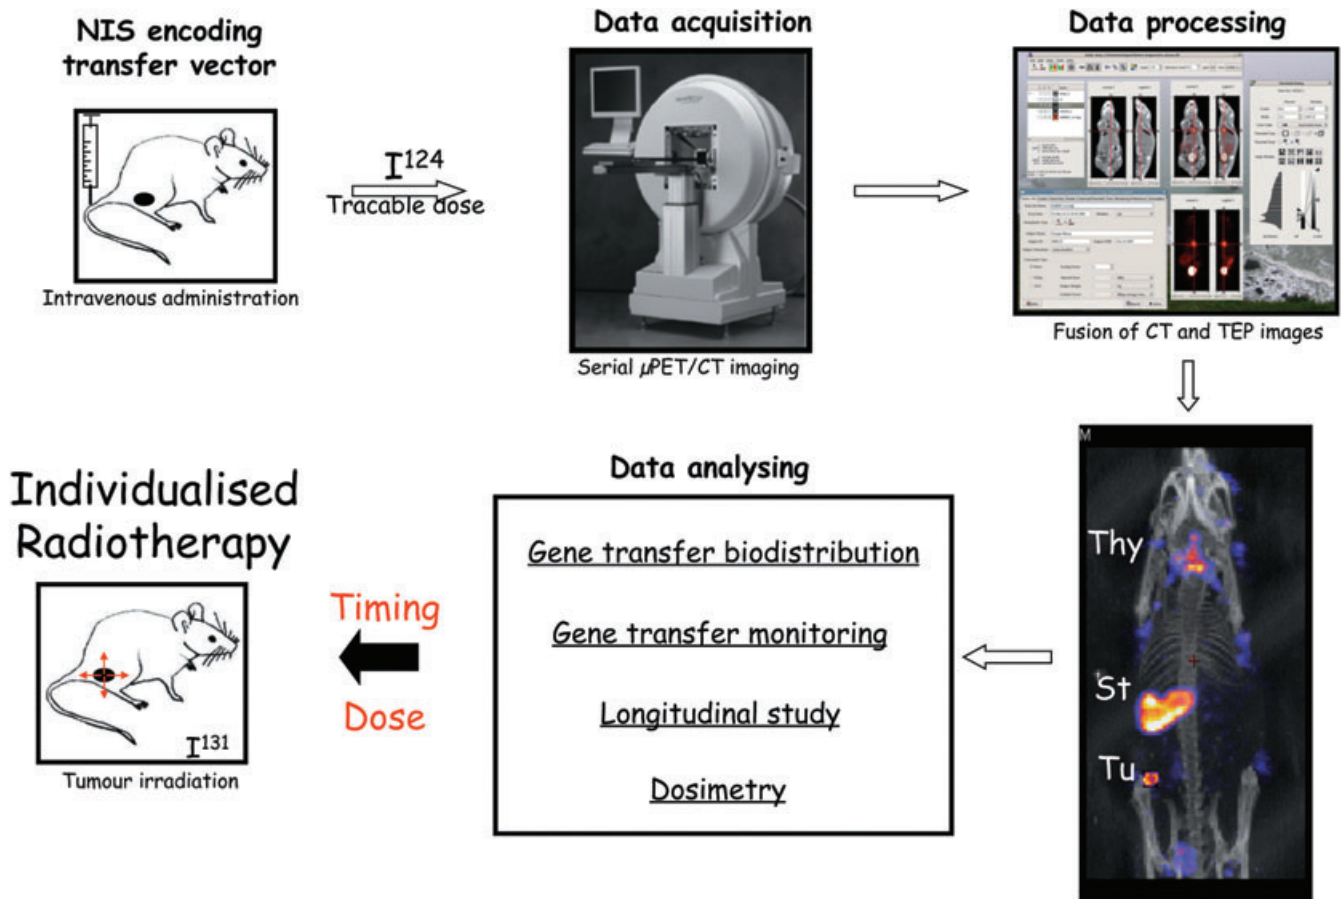 NIS encoding
transfer vector
Intravenous administration
I124
Tracable dose
Data acquisition
Serial µPET/CT imaging
Data processing
Fusion of CT and TEP images
M
Thy
St
Tu
Data analysing
Gene transfer biodistribution
Gene transfer monitoring
Longitudinal study
Dosimetry
Timing
Dose
Individualised
Radiotherapy
I131
Tumour irradiation